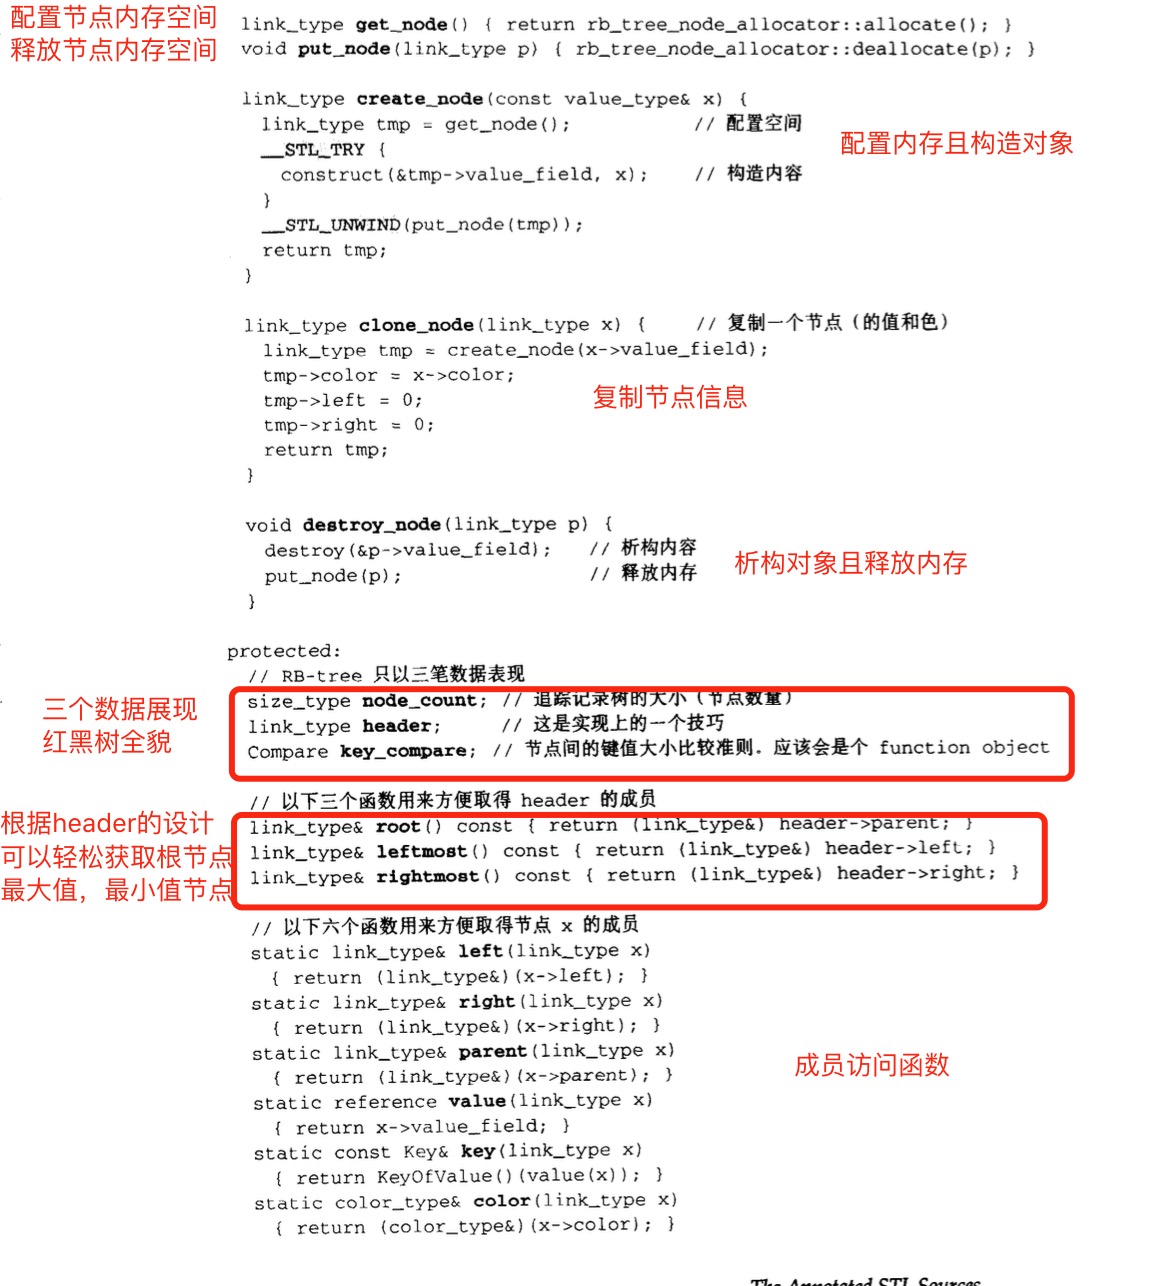 配置节点内存空间
释放节点内存空间
link_type get_node() { return rb_tree_node_allocator::allocate(); }
void put_node(link_type p) { rb_tree_node_allocator::deallocate(p); }
link_type create_node(const value_type& x) {
link_type tmp = get_node(); // 配置空间
__STL_TRY {
construct(&tmp->value_field, x); // 构造内容
}
__STL_UNWIND(put_node(tmp));
return tmp;
}
配置内存且构造对象
link_type clone_node(link_type x) { // 复制一个节点（的值和色）
link_type tmp = create_node(x->value_field);
tmp->color = x->color;
tmp->left = 0;
tmp->right = 0;
return tmp;
}
复制节点信息
void destroy_node(link_type p) {
destroy(&p->value_field); // 析构内容
put_node(p); // 释放内存
}
析构对象且释放内存
protected:
// RB-tree 只以三笔数据表现
size_type node_count; // 追踪记录树的大小（节点数量）
link_type header; // 这是实现上的一个技巧
Compare key_compare; // 节点间的键值大小比较准则. 应该会是个 function object
三个数据展现
红黑树全貌
// 以下三个函数用来方便取得 header 的成员
link_type& root() const { return (link_type&) header->parent; }
link_type& leftmost() const { return (link_type&) header->left; }
link_type& rightmost() const { return (link_type&) header->right; }
根据header的设计
可以轻松获取根节点
最大值，最小值节点
// 以下六个函数用来方便取得节点 x 的成员
static link_type& left(link_type x)
{ return (link_type&)(x->left); }
static link_type& right(link_type x)
{ return (link_type&)(x->right); }
static link_type& parent(link_type x)
{ return (link_type&)(x->parent); }
static reference value(link_type x)
{ return x->value_field; }
static const Key& key(link_type x)
{ return KeyOfValue()(value(x)); }
static color_type& color(link_type x)
{ return (color_type&)(x->color); }
成员访问函数
The Annotated STL Sources